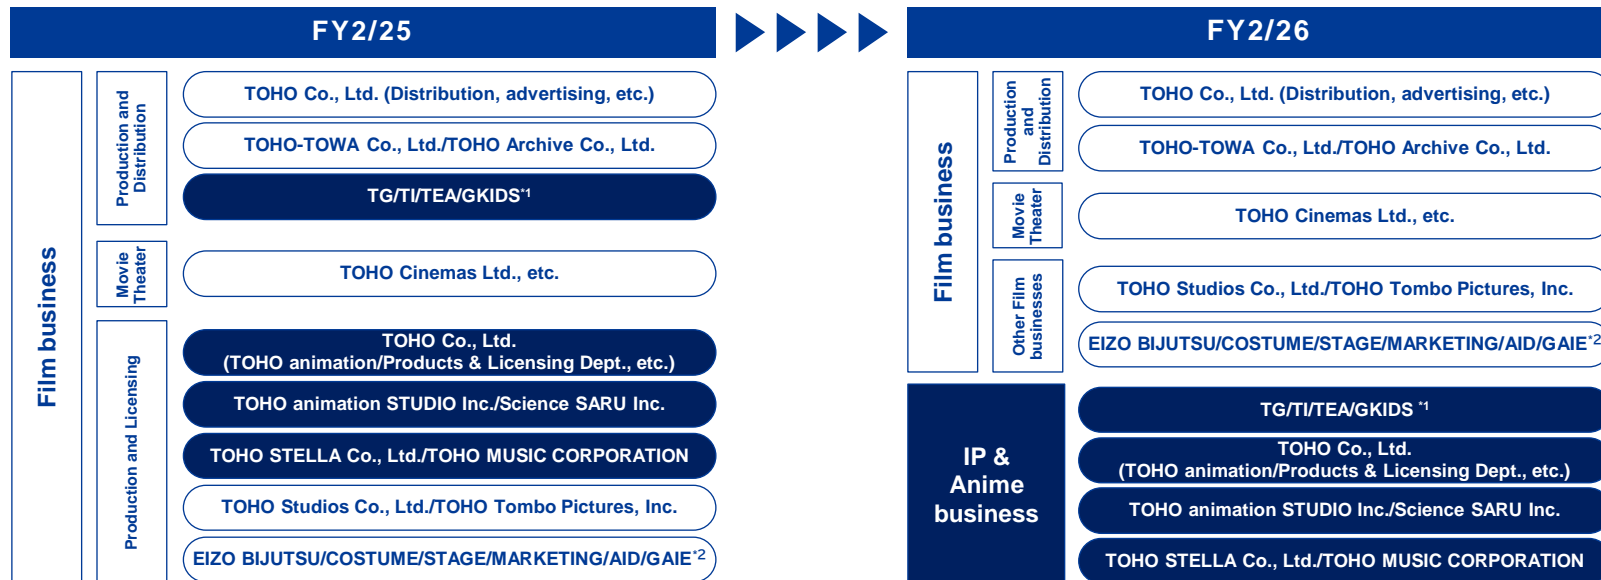 FY2/25
Film business
Production and
Distribution
TOHO Co., Ltd. (Distribution, advertising, etc.)
TOHO-TOWA Co., Ltd./TOHO Archive Co., Ltd.
TG/TI/TEA/GKIDS*1
Movie
Theater
TOHO Cinemas Ltd., etc.
Production and Licensing
TOHO Co., Ltd.
(TOHO animation/Products & Licensing Dept., etc.)
TOHO animation STUDIO Inc./Science SARU Inc.
TOHO STELLA Co., Ltd./TOHO MUSIC CORPORATION
TOHO Studios Co., Ltd./TOHO Tombo Pictures, Inc.
EIZO BIJUTSU/COSTUME/STAGE/MARKETING/AID/GAIE*2
FY2/26
Film business
Production
and
Distribution
TOHO Co., Ltd. (Distribution, advertising, etc.)
TOHO-TOWA Co., Ltd./TOHO Archive Co., Ltd.
Movie
Theater
TOHO Cinemas Ltd., etc.
Other Film
businesses
TOHO Studios Co., Ltd./TOHO Tombo Pictures, Inc.
EIZO BIJUTSU/COSTUME/STAGE/MARKETING/AID/GAIE*2
IP &
Anime
business
TG/TI/TEA/GKIDS *1
TOHO Co., Ltd.
(TOHO animation/Products & Licensing Dept., etc.)
TOHO animation STUDIO Inc./Science SARU Inc.
TOHO STELLA Co., Ltd./TOHO MUSIC CORPORATION